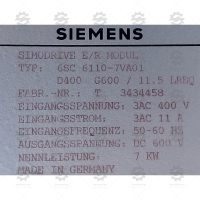 SIEMENS
SIMODRIVE E/R MODUL
TYP: 6SC 6110-7VA01
D400 G600 / 11.5 LREQ
FABR.-NR.: T 3434458
EINGANGSSPANNUNG: 3AC 400 V
EINGANGSSTROM: 3AC 11 A
EINGANGSFREQUENZ: 50-60 HZ
AUSGANGSSPANNUNG: DC 600 V
NENNLEISTUNG: 7 KW
MADE IN GERMANY